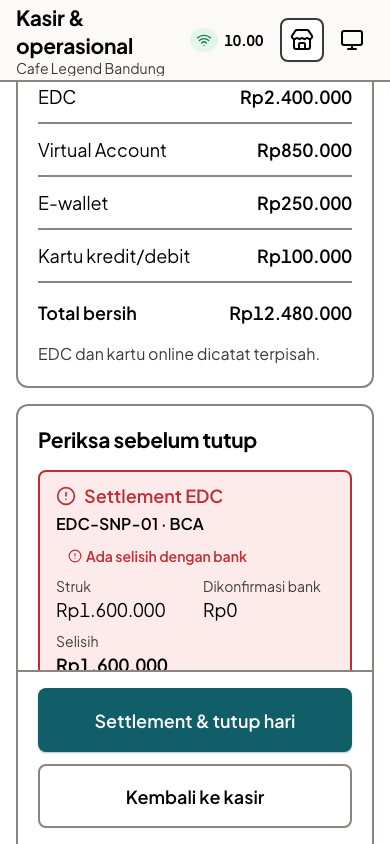 Kasir &
operasional
Cafe Legend Bandung
10.00
EDC Rp2.400.000
Virtual Account Rp850.000
E-wallet Rp250.000
Kartu kredit/debit Rp100.000
Total bersih Rp12.480.000
EDC dan kartu online dicatat terpisah.
Periksa sebelum tutup
Settlement EDC
EDC-SNP-01 · BCA
Ada selisih dengan bank
Struk Dikonfirmasi bank
Rp1.600.000 Rp0
Selisih
Rp1.600.000
Settlement & tutup hari
Kembali ke kasir